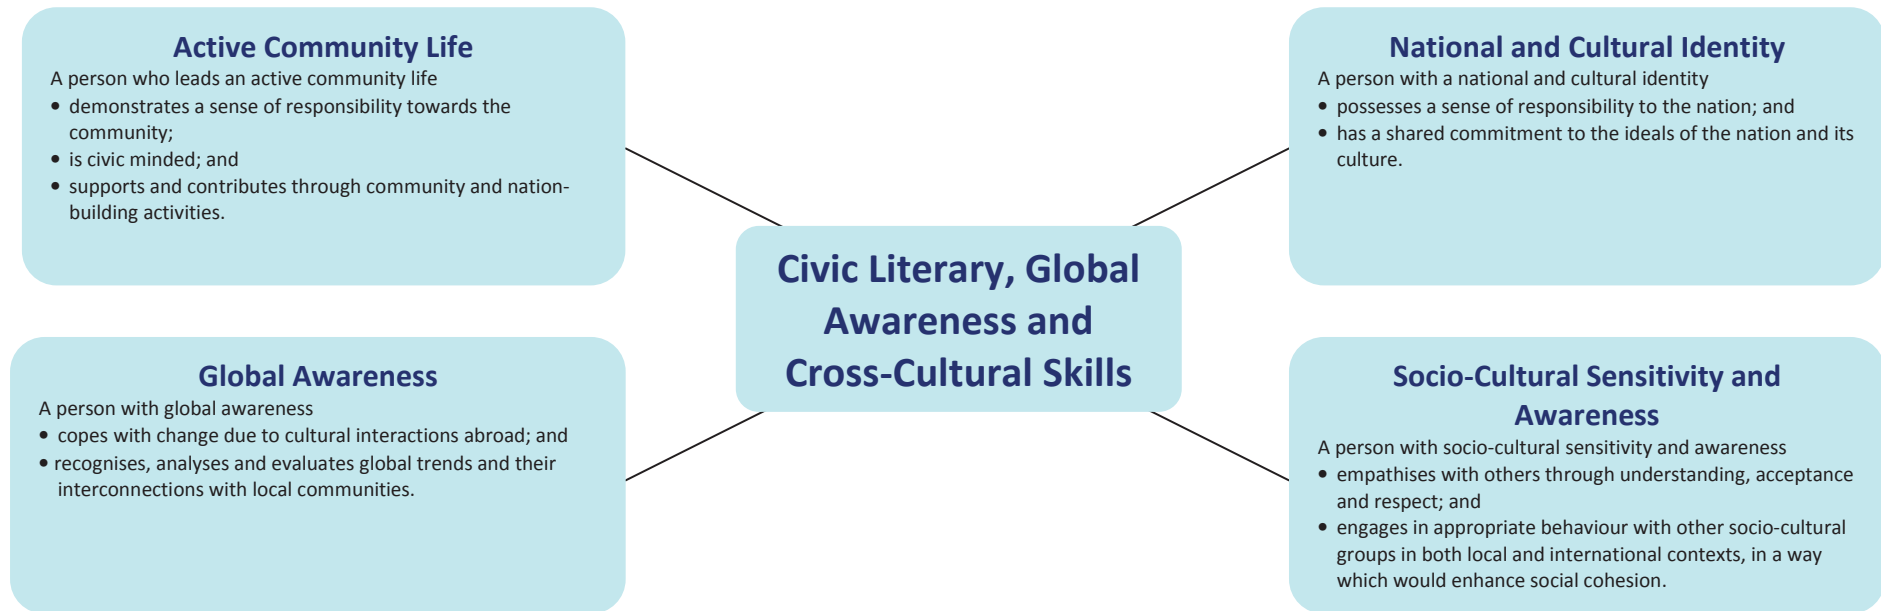 Active Community Life
A person who leads an active community life
• demonstrates a sense of responsibility towards the
community;
• is civic minded; and
• supports and contributes through community and nation-
building activities.
National and Cultural Identity
A person with a national and cultural identity
• possesses a sense of responsibility to the nation; and
• has a shared commitment to the ideals of the nation and its
culture.
Civic Literary, Global
Awareness and
Cross-Cultural Skills
Global Awareness
A person with global awareness
• copes with change due to cultural interactions abroad; and
• recognises, analyses and evaluates global trends and their
interconnections with local communities.
Socio-Cultural Sensitivity and
Awareness
A person with socio-cultural sensitivity and awareness
• empathises with others through understanding, acceptance
and respect; and
• engages in appropriate behaviour with other socio-cultural
groups in both local and international contexts, in a way
which would enhance social cohesion.